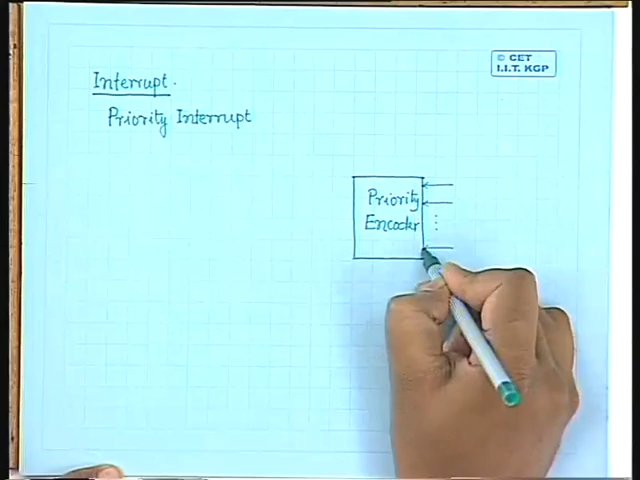 © CET
I.I.T. KGP
Interrupt.
Priority Interrupt
Priority
Encoder